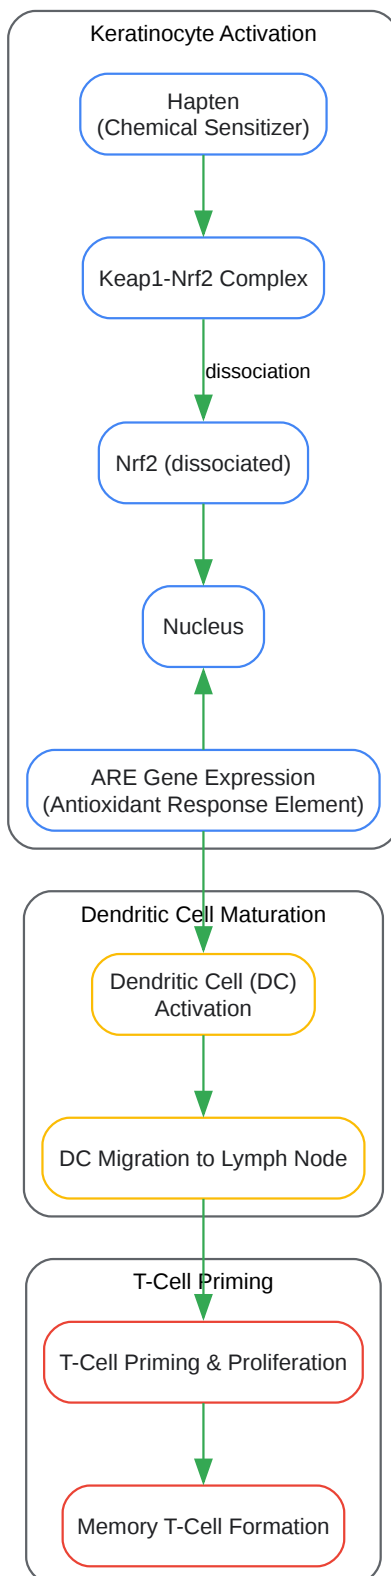 Keratinocyte Activation
Hapten
(Chemical Sensitizer)
Keap1-Nrf2 Complex
dissociation
Nrf2 (dissociated)
Nucleus
ARE Gene Expression
(Antioxidant Response Element)
Dendritic Cell Maturation
Dendritic Cell (DC)
Activation
DC Migration to Lymph Node
T-Cell Priming
T-Cell Priming & Proliferation
Memory T-Cell Formation